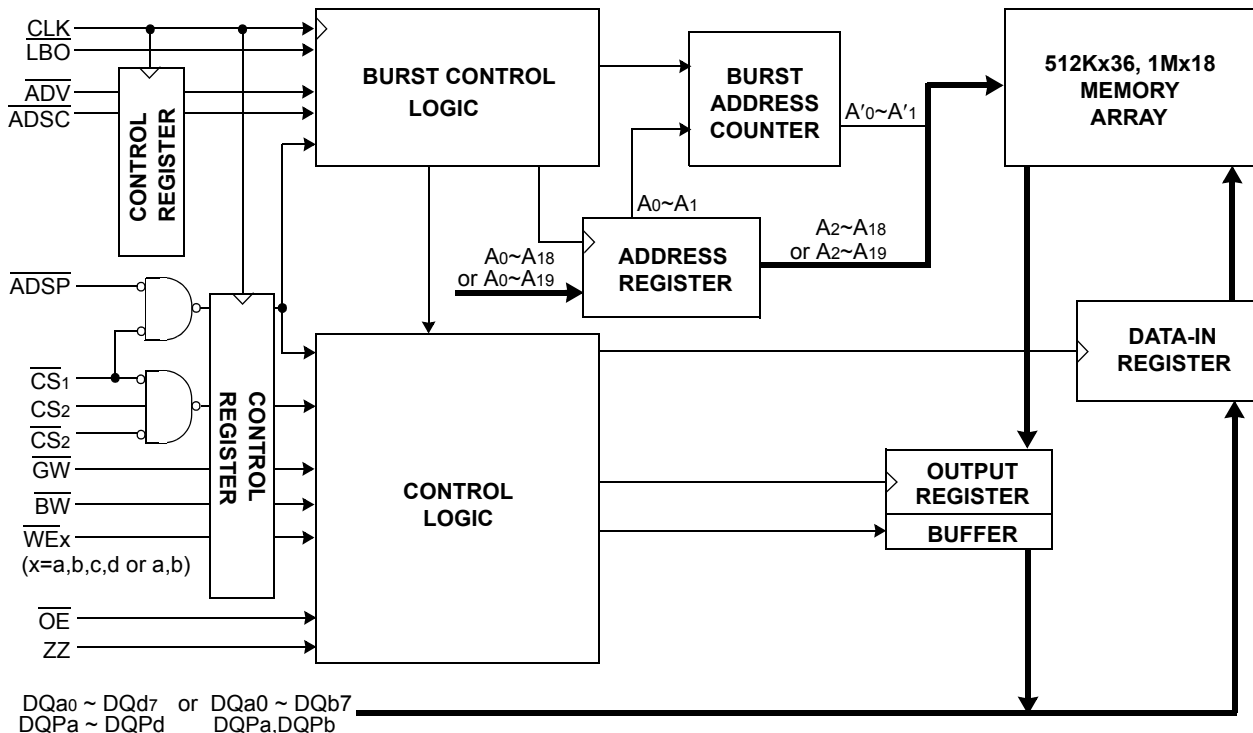 CLK
LBO
ADV
ADSC
CONTROL
REGISTER
BURST CONTROL
LOGIC
BURST
ADDRESS
COUNTER
A′0~A′1
512Kx36, 1Mx18
MEMORY
ARRAY
A0~A1
A0~A18
or A0~A19
ADDRESS
REGISTER
A2~A18
or A2~A19
ADSP
CS1
CS2
CS2
GW
BW
WEx
(x=a,b,c,d or a,b)
OE
ZZ
CONTROL
REGISTER
CONTROL
LOGIC
DATA-IN
REGISTER
OUTPUT
REGISTER
BUFFER
DQa0 ~ DQd7 or DQa0 ~ DQb7
DQPa ~ DQPd DQPa,DQPb